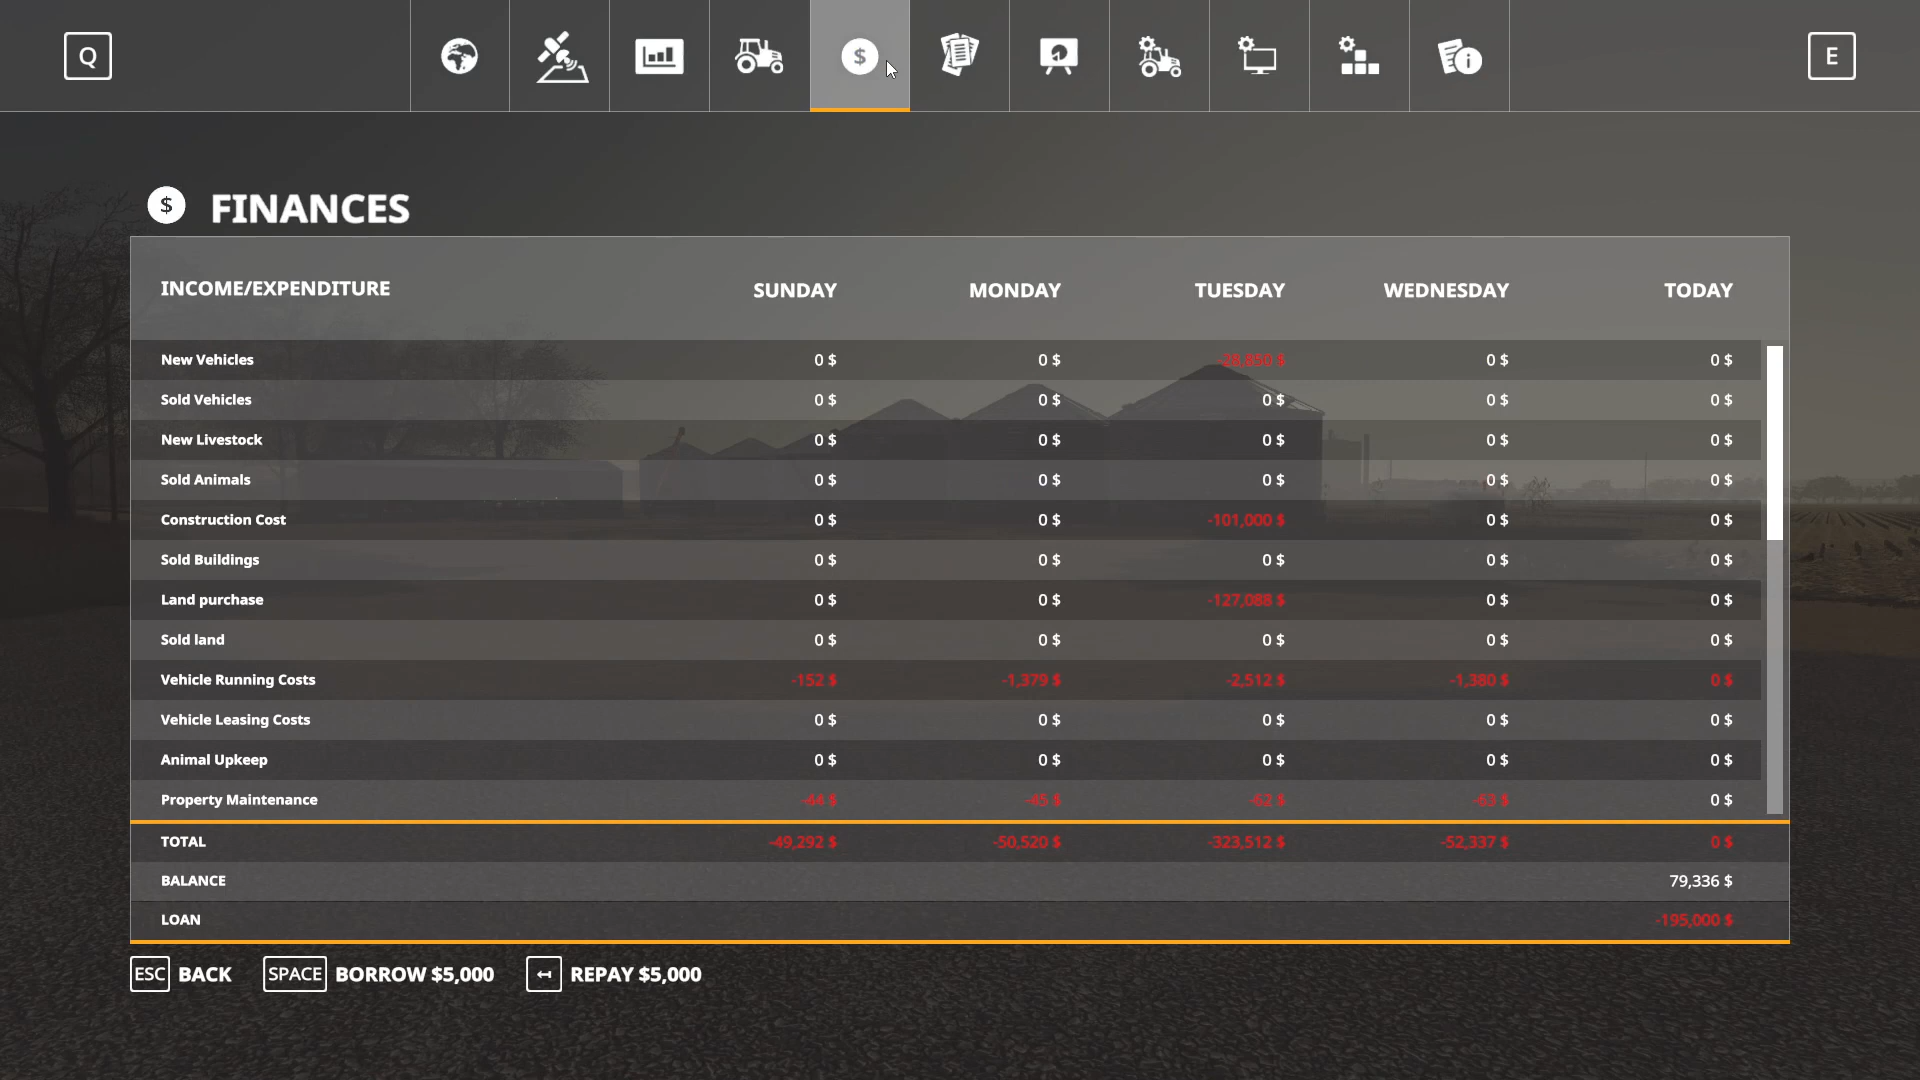 Q
E
$
$ FINANCES
INCOME/EXPENDITURE SUNDAY MONDAY TUESDAY WEDNESDAY TODAY
New Vehicles 0 $ 0 $ -28,850 $ 0 $ 0 $
Sold Vehicles 0 $ 0 $ 0 $ 0 $ 0 $
New Livestock 0 $ 0 $ 0 $ 0 $ 0 $
Sold Animals 0 $ 0 $ 0 $ 0 $ 0 $
Construction Cost 0 $ 0 $ -101,000 $ 0 $ 0 $
Sold Buildings 0 $ 0 $ 0 $ 0 $ 0 $
Land purchase 0 $ 0 $ -127,088 $ 0 $ 0 $
Sold land 0 $ 0 $ 0 $ 0 $ 0 $
Vehicle Running Costs -152 $ -1,379 $ -2,512 $ -1,380 $ 0 $
Vehicle Leasing Costs 0 $ 0 $ 0 $ 0 $ 0 $
Animal Upkeep 0 $ 0 $ 0 $ 0 $ 0 $
Property Maintenance -44 $ -45 $ -62 $ -63 $ 0 $
TOTAL -49,292 $ -50,520 $ -323,512 $ -52,337 $ 0 $
BALANCE 79,336 $
LOAN -195,000 $
ESC BACK SPACE BORROW $5,000 REPAY $5,000